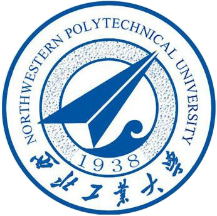 NORTHWESTERN POLYTECHNICAL UNIVERSITY
1938
西北工業大學